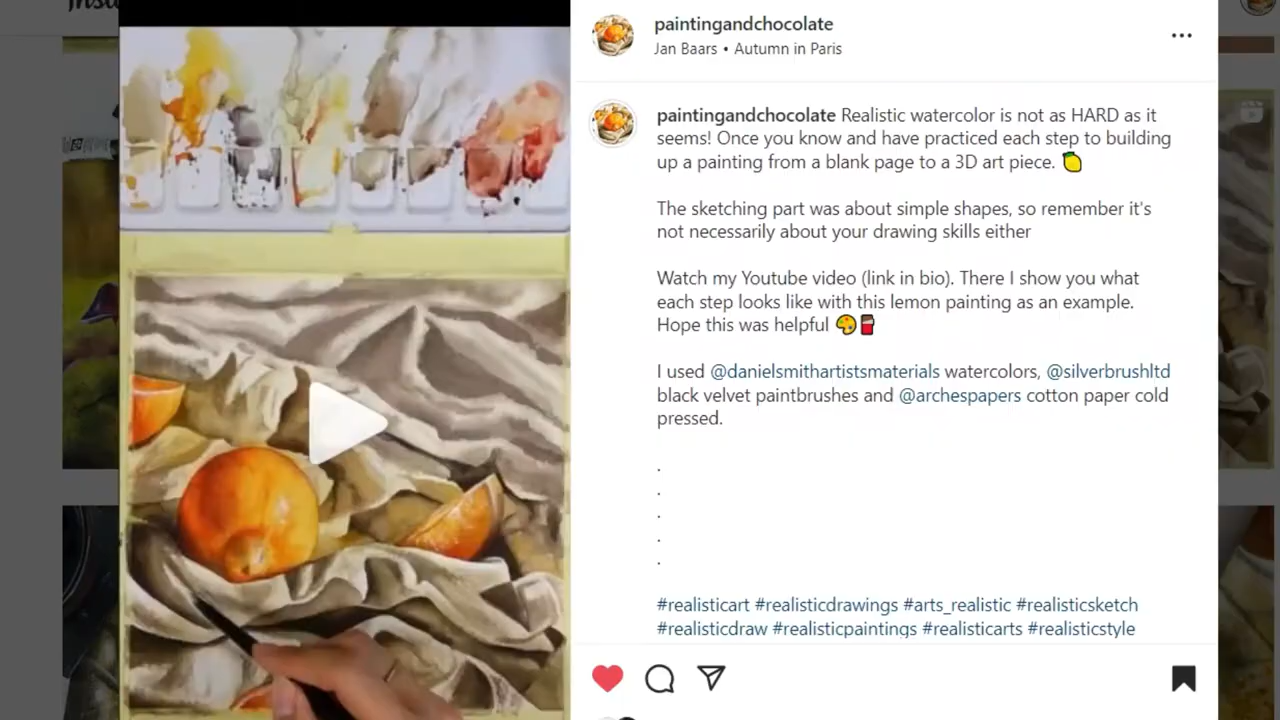 paintingandchocolate
Jan Baars • Autumn in Paris
paintingandchocolate Realistic watercolor is not as HARD as it
seems! Once you know and have practiced each step to building
up a painting from a blank page to a 3D art piece. 🍋
The sketching part was about simple shapes, so remember it's
not necessarily about your drawing skills either
Watch my Youtube video (link in bio). There I show you what
each step looks like with this lemon painting as an example.
Hope this was helpful 🎨🍫
I used @danielsmithartistsmaterials watercolors, @silverbrushltd
black velvet paintbrushes and @archespapers cotton paper cold
pressed.
.
.
.
.
.
#realisticart #realisticdrawings #arts_realistic #realisticsketch
#realisticdraw #realisticpaintings #realisticarts #realisticstyle